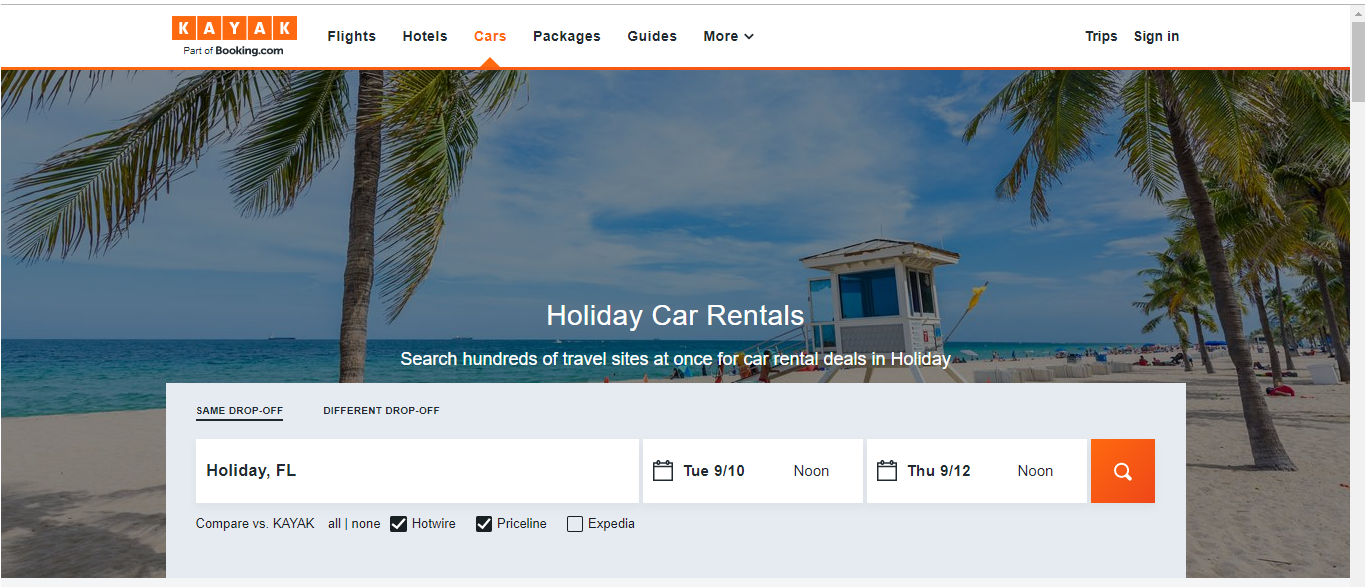 KAYAK
Part of Booking.com
Flights Hotels Cars Packages Guides More Trips Sign in
Holiday Car Rentals
Search hundreds of travel sites at once for car rental deals in Holiday
SAME DROP-OFF DIFFERENT DROP-OFF
Holiday, FL Tue 9/10 Noon Thu 9/12 Noon
Compare vs. KAYAK all | none Hotwire Priceline Expedia